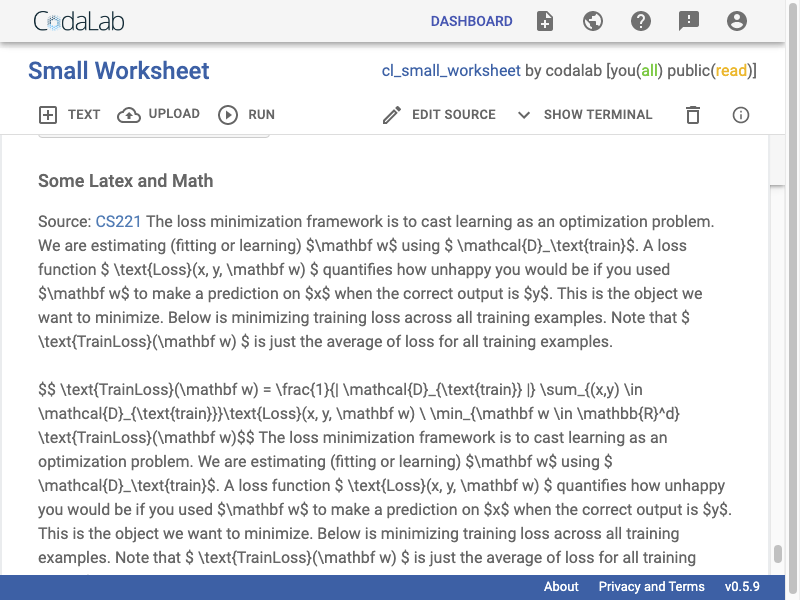 CodaLab
DASHBOARD
Small Worksheet
cl_small_worksheet by codalab [you(all) public(read)]
TEXT UPLOAD RUN EDIT SOURCE SHOW TERMINAL
Some Latex and Math
Source: CS221 The loss minimization framework is to cast learning as an optimization problem.
We are estimating (fitting or learning) $\mathbf w$ using $ \mathcal{D}_\text{train}$. A loss
function $ \text{Loss}(x, y, \mathbf w) $ quantifies how unhappy you would be if you used
$\mathbf w$ to make a prediction on $x$ when the correct output is $y$. This is the object we
want to minimize. Below is minimizing training loss across all training examples. Note that $
\text{TrainLoss}(\mathbf w) $ is just the average of loss for all training examples.
$$ \text{TrainLoss}(\mathbf w) = \frac{1}{| \mathcal{D}_{\text{train}} |} \sum_{(x,y) \in
\mathcal{D}_{\text{train}}}\text{Loss}(x, y, \mathbf w) \ \min_{\mathbf w \in \mathbb{R}^d}
\text{TrainLoss}(\mathbf w)$$ The loss minimization framework is to cast learning as an
optimization problem. We are estimating (fitting or learning) $\mathbf w$ using $
\mathcal{D}_\text{train}$. A loss function $ \text{Loss}(x, y, \mathbf w) $ quantifies how unhappy
you would be if you used $\mathbf w$ to make a prediction on $x$ when the correct output is $y$.
This is the object we want to minimize. Below is minimizing training loss across all training
examples. Note that $ \text{TrainLoss}(\mathbf w) $ is just the average of loss for all training
About Privacy and Terms v0.5.9